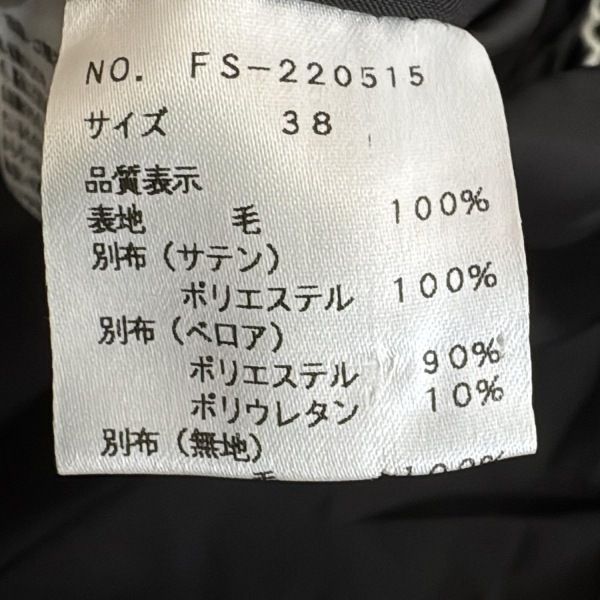 NO. FS-220515
サイズ 38
品質表示
表地 毛 100%
別布(サテン)
ポリエステル 100%
別布(ベロア)
ポリエステル 90%
ポリウレタン 10%
別布(無地)
毛 100%